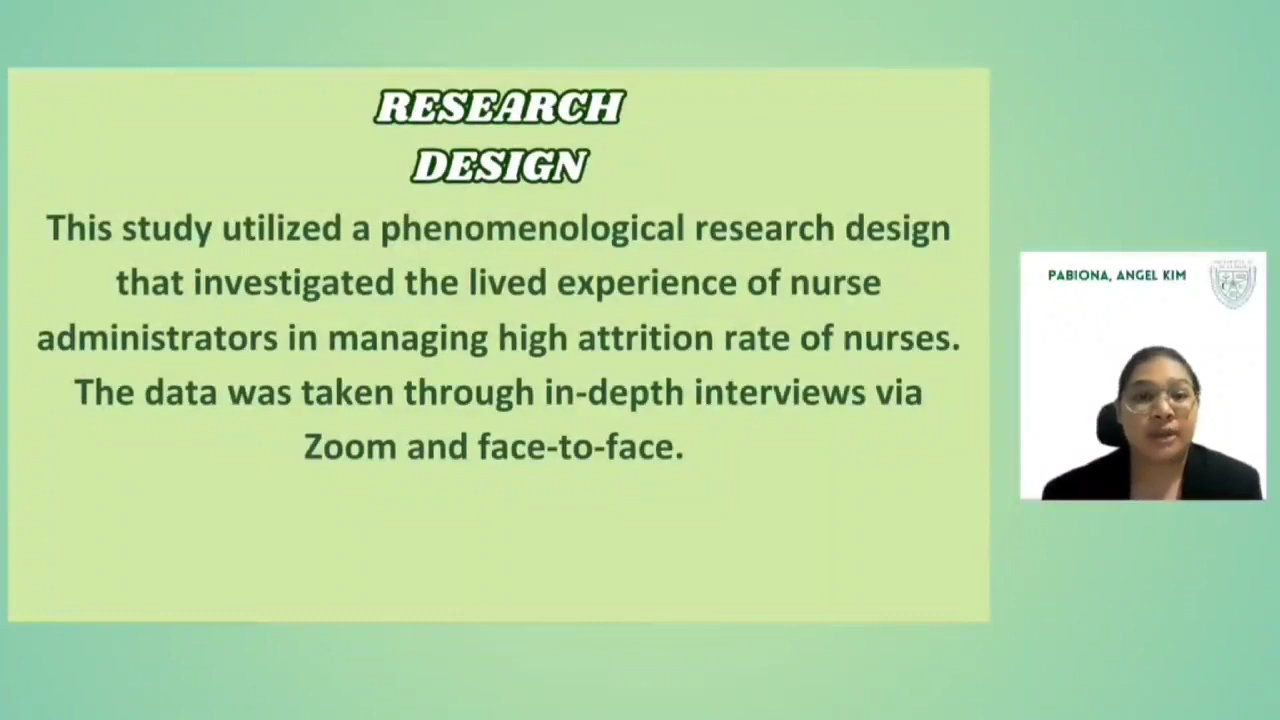 RESEARCH
DESIGN
This study utilized a phenomenological research design
that investigated the lived experience of nurse
administrators in managing high attrition rate of nurses.
The data was taken through in-depth interviews via
Zoom and face-to-face.
PABIONA, ANGEL KIM